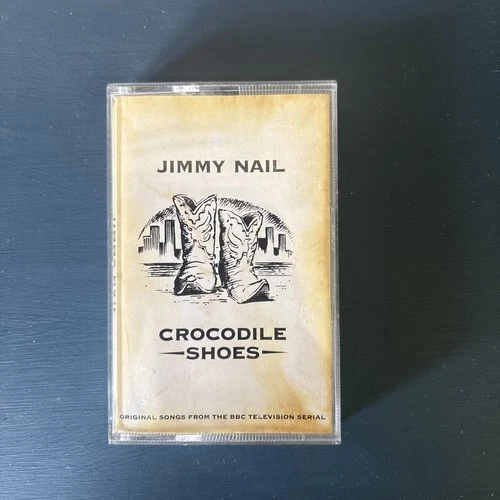 JIMMY NAIL
CROCODILE
SHOES
ORIGINAL SONGS FROM THE BBC TELEVISION SERIAL